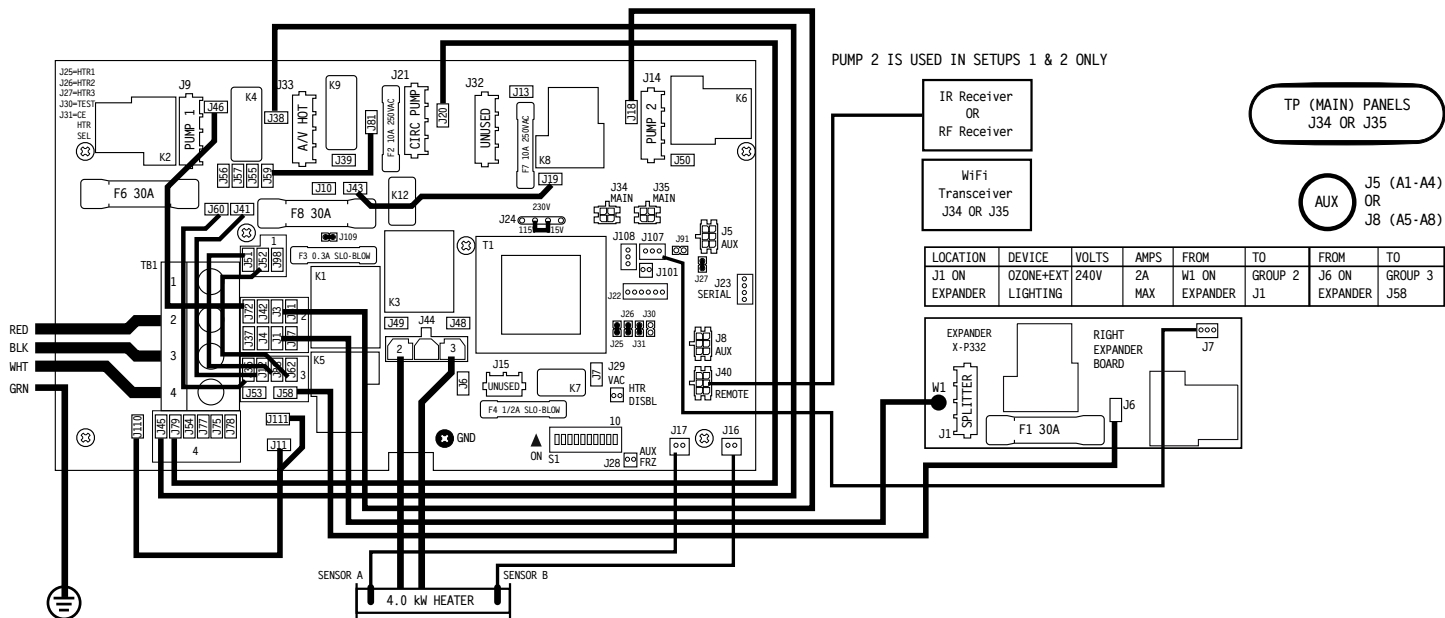 PUMP 2 IS USED IN SETUPS 1 & 2 ONLY
J25=HTR1
J26=HTR2
J27=HTR3
J30=TEST
J31=CE
HTR
SEL
J9
K4
J33
K9
J21
J32
J13
J14
K6
PUMP 1
J46
K2
J38
A/V HOT
J81
F2 10A 250VAC
CIRC PUMP
J20
UNUSED
F7 10A 250VAC
K8
J18
PUMP 2
J50
J56
J57
J55
J59
J39
F6 30A
J10
J43
K12
J19
J34
MAIN
J35
MAIN
J60
J41
F8 30A
J24
230V
115V
115V
J109
J5
AUX
J51
J52
J98
1
F3 0.3A SLO-BLOW
T1
J108
J107
J91
J101
J27
J23
SERIAL
TB1
1
2
3
4
K1
K3
J22
J72
J42
J3
2
J37
J4
J1
J49
J44
J48
J26
J30
J25
J31
2
3
K5
J8
AUX
J62
3
J53
J58
J6
J15
UNUSED
K7
J7
J29
VAC
HTR
DISBL
J40
REMOTE
F4 1/2A SLO-BLOW
J110
J45
J79
J54
J77
J75
J78
4
J111
J11
GND
ON
S1
10
J28
AUX
FRZ
J17
J16
RED
BLK
WHT
GRN
SENSOR A
SENSOR B
4.0 kW HEATER
IR Receiver
OR
RF Receiver
WiFi
Transceiver
J34 OR J35
TP (MAIN) PANELS
J34 OR J35
AUX
J5 (A1-A4)
OR
J8 (A5-A8)
LOCATION DEVICE VOLTS AMPS FROM TO FROM TO
J1 ON OZONE+EXT 240V 2A W1 ON GROUP 2 J6 ON GROUP 3
EXPANDER LIGHTING MAX EXPANDER J1 EXPANDER J58
EXPANDER
X-P332
RIGHT
EXPANDER
BOARD
J7
W1
SPLITTER
J1
J6
F1 30A